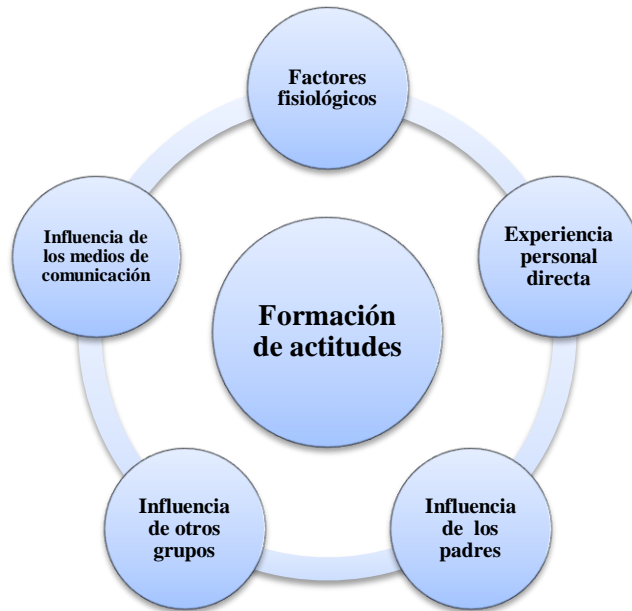 Factores
fisiológicos
Experiencia
personal
directa
Influencia
de los
padres
Influencia
de otros
grupos
Influencia de
los medios de
comunicación
Formación
de actitudes